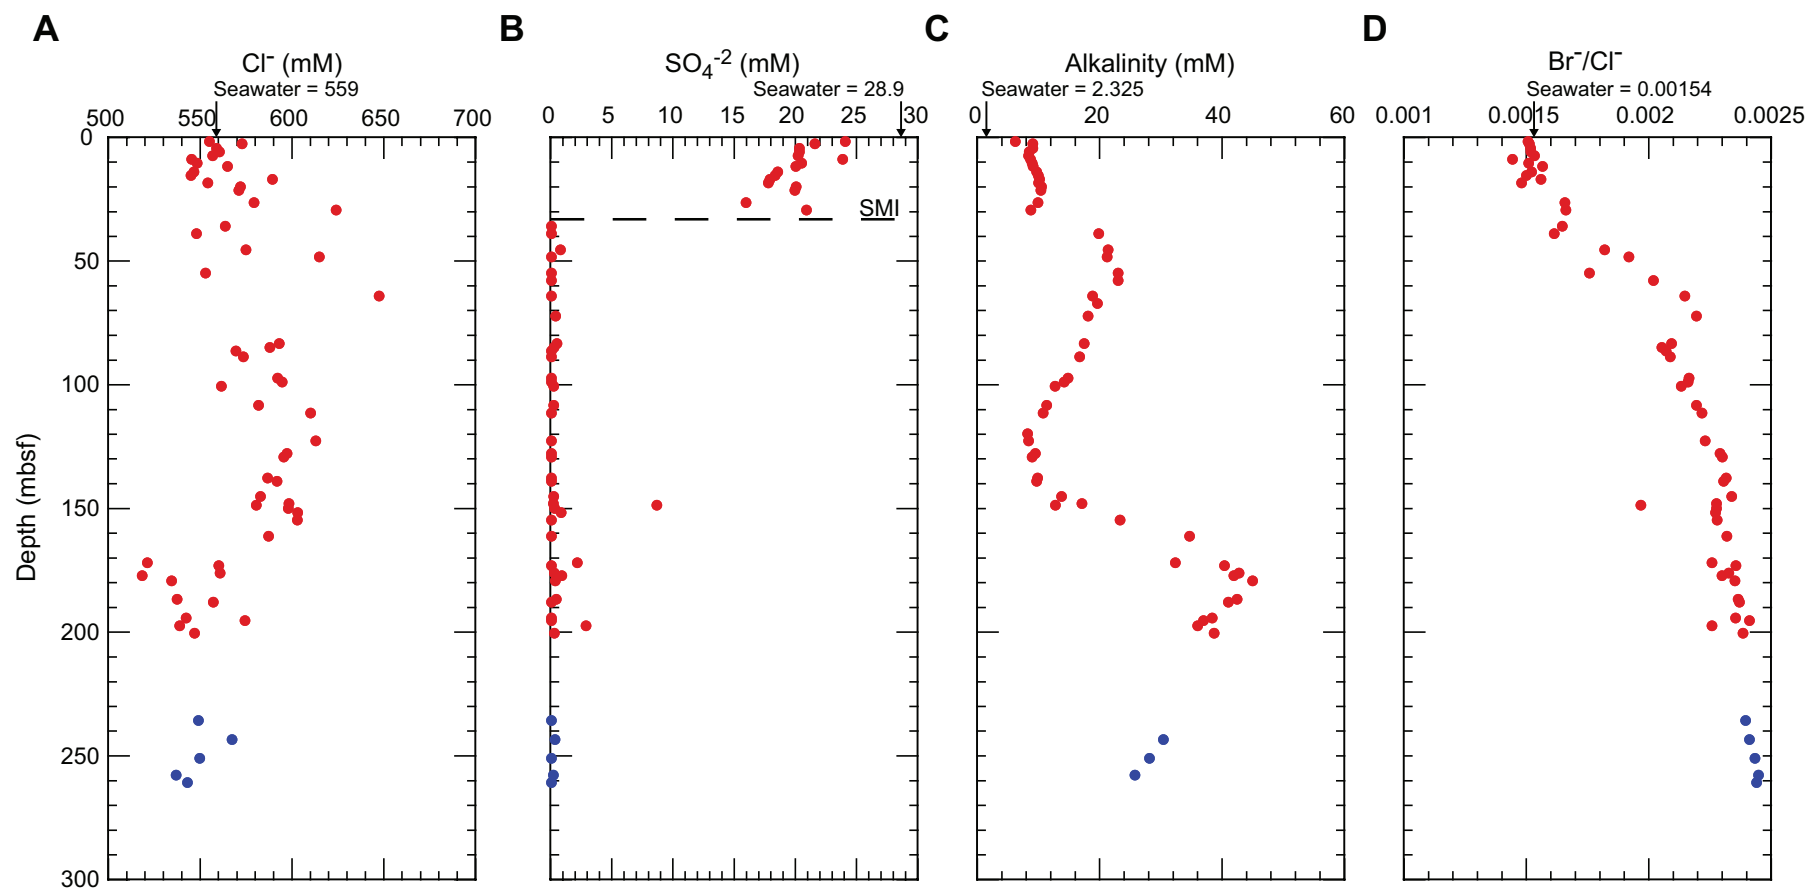 A B C D
Cl⁻ (mM) SO₄⁻² (mM) Alkalinity (mM) Br⁻/Cl⁻
Seawater = 559 Seawater = 28.9 Seawater = 2.325 Seawater = 0.00154
500 550 600 650 700 0 5 10 15 20 25 30 0 20 40 60 0.001 0.0015 0.002 0.0025
0
SMI
50
100
Depth (mbsf)
150
200
250
300